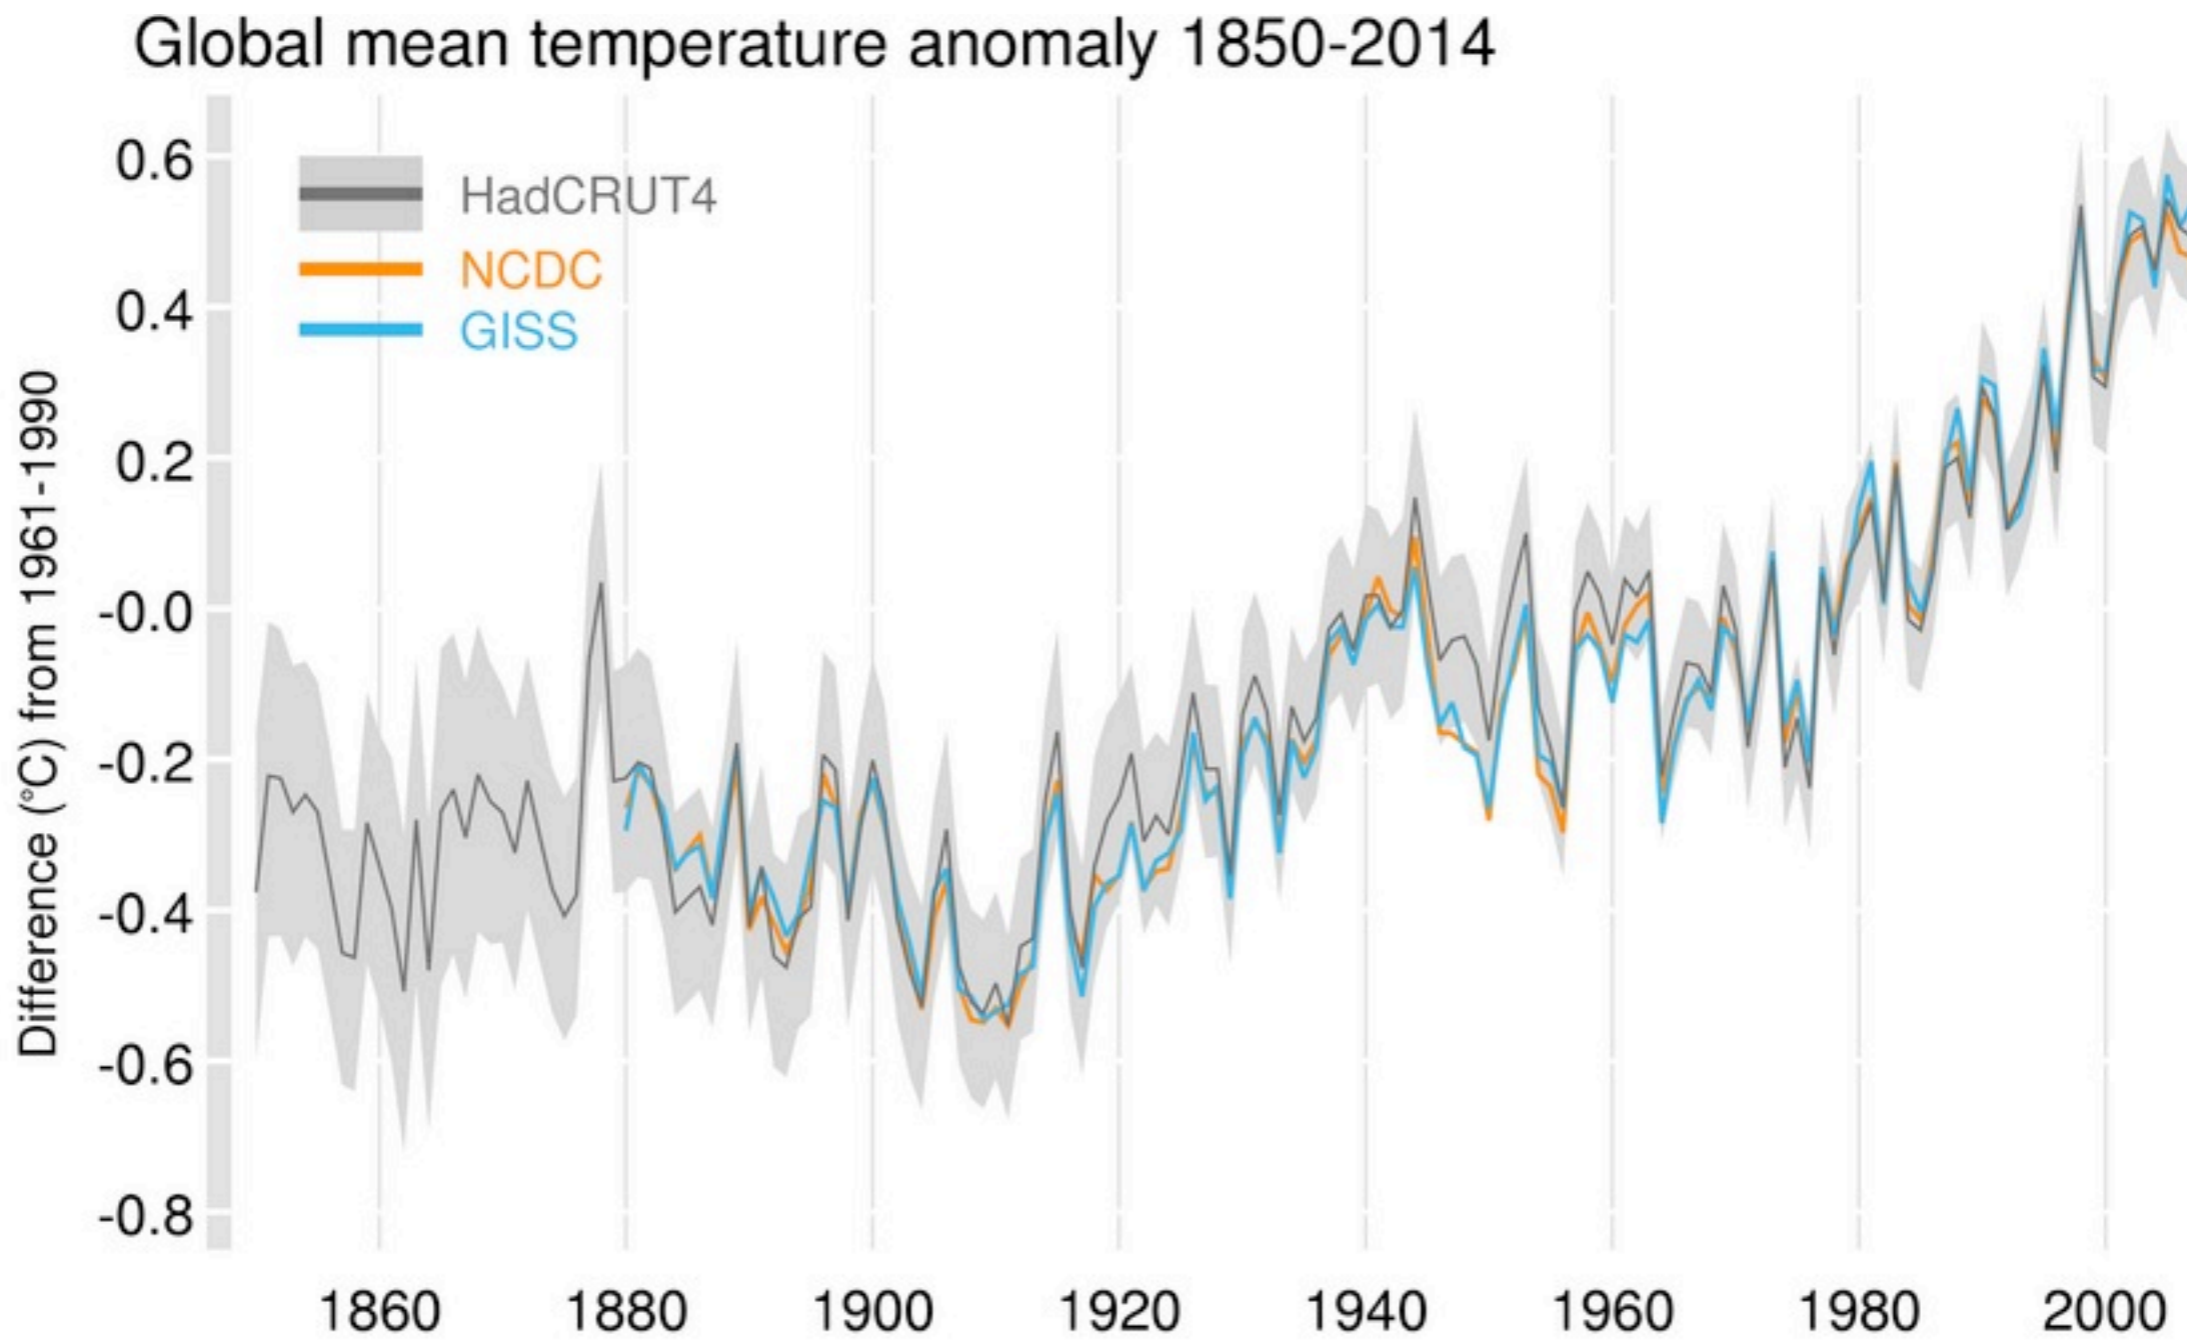 Global mean temperature anomaly 1850-2014
Difference (°C) from 1961-1990
0.6
0.4
0.2
-0.0
-0.2
-0.4
-0.6
-0.8
HadCRUT4
NCDC
GISS
1860 1880 1900 1920 1940 1960 1980 2000